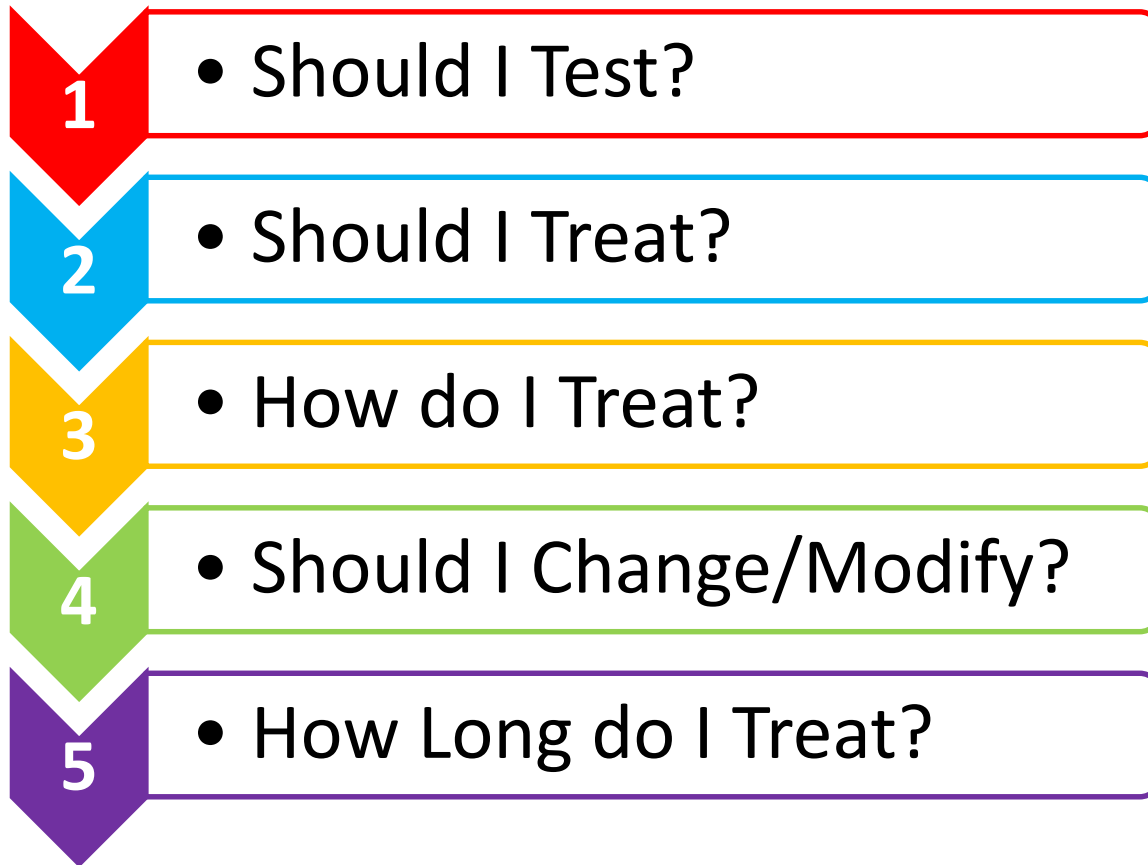 1
• Should I Test?
2
• Should I Treat?
3
• How do I Treat?
4
• Should I Change/Modify?
5
• How Long do I Treat?